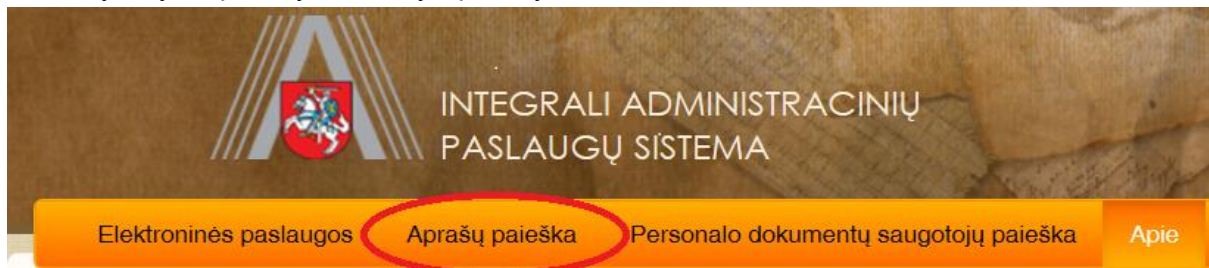 INTEGRALI ADMINISTRACINIŲ
PASLAUGŲ SISTEMA
Elektroninės paslaugos Aprašų paieška Personalo dokumentų saugotojų paieška Apie